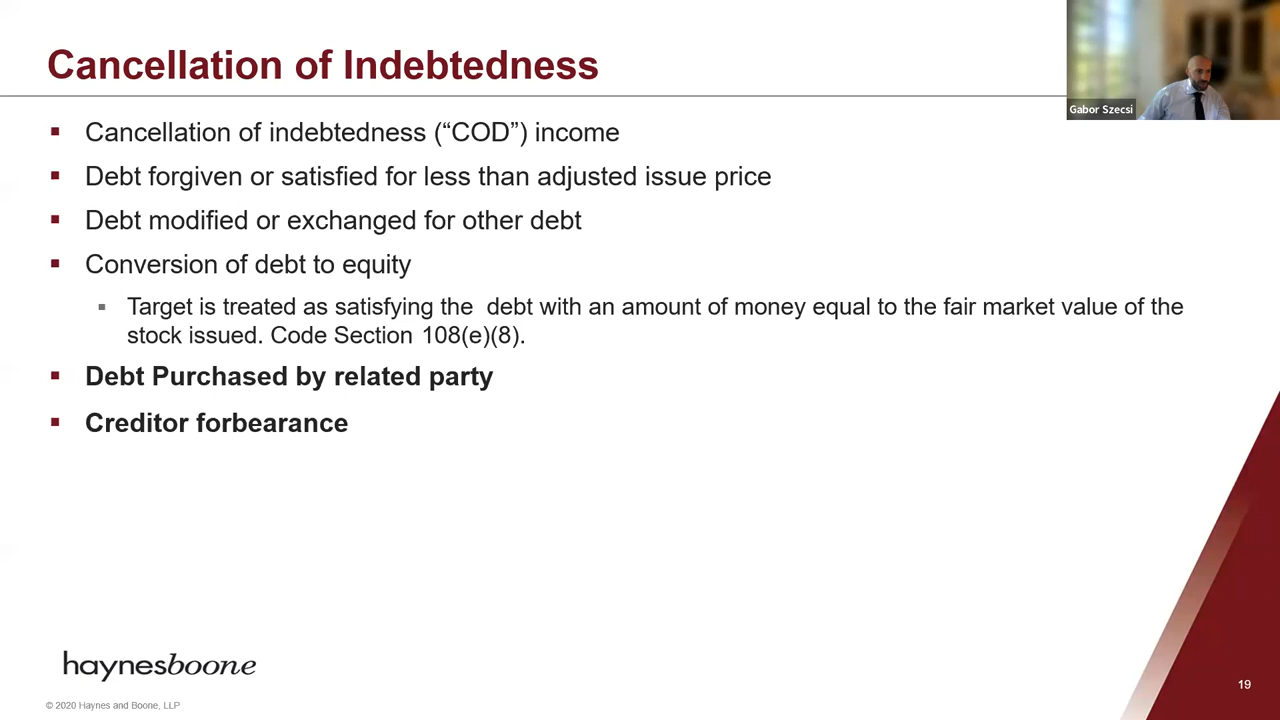 Cancellation of Indebtedness
Gabor Szecsi
Cancellation of indebtedness (“COD”) income
Debt forgiven or satisfied for less than adjusted issue price
Debt modified or exchanged for other debt
Conversion of debt to equity
Target is treated as satisfying the debt with an amount of money equal to the fair market value of the
stock issued. Code Section 108(e)(8).
Debt Purchased by related party
Creditor forbearance
haynesboone
19
© 2020 Haynes and Boone, LLP